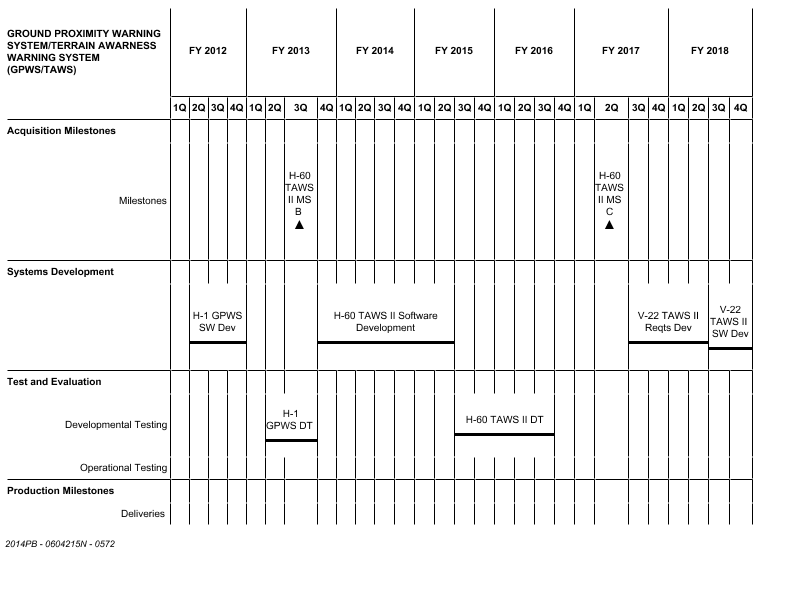 GROUND PROXIMITY WARNING
SYSTEM/TERRAIN AWARNESS
WARNING SYSTEM
(GPWS/TAWS)
FY 2012 FY 2013 FY 2014 FY 2015 FY 2016 FY 2017 FY 2018
1Q 2Q 3Q 4Q 1Q 2Q 3Q 4Q 1Q 2Q 3Q 4Q 1Q 2Q 3Q 4Q 1Q 2Q 3Q 4Q 1Q 2Q 3Q 4Q 1Q 2Q 3Q 4Q
Acquisition Milestones
Milestones
H-60
TAWS
II MS
B
H-60
TAWS
II MS
C
Systems Development
H-1 GPWS
SW Dev
H-60 TAWS II Software
Development
V-22 TAWS II
Reqts Dev
V-22
TAWS II
SW Dev
Test and Evaluation
Developmental Testing
H-1
GPWS DT
H-60 TAWS II DT
Operational Testing
Production Milestones
Deliveries
2014PB - 0604215N - 0572